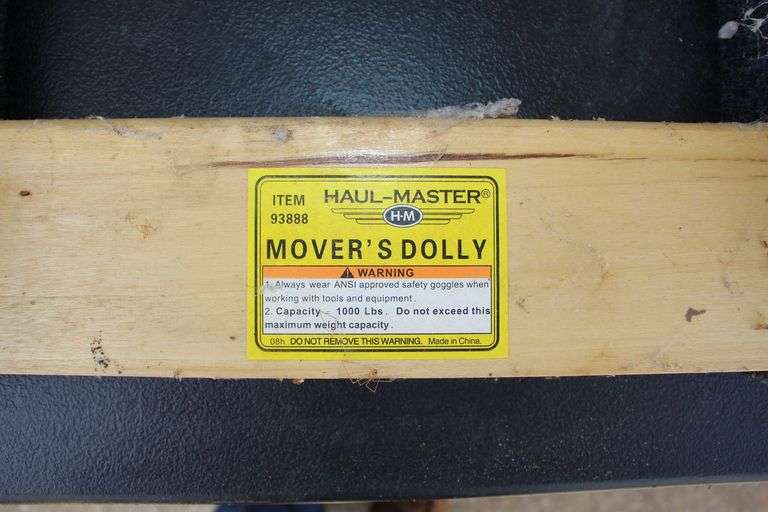 ITEM
93888
HAUL-MASTER®
H-M
MOVER'S DOLLY
WARNING
1. Always wear ANSI approved safety goggles when
working with tools and equipment.
2. Capacity = 1000 Lbs. Do not exceed this
maximum weight capacity.
08h DO NOT REMOVE THIS WARNING. Made in China.